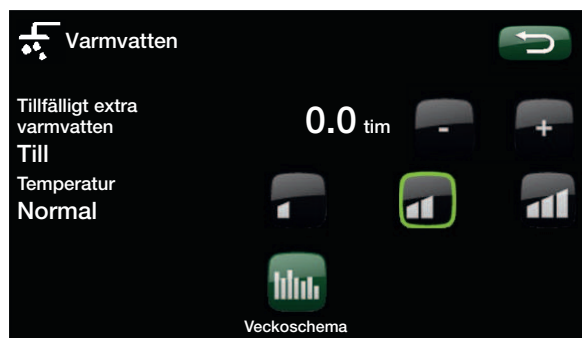 Varmvatten
Tillfälligt extra
varmvatten
0.0 tim
-
+
Till
Temperatur
Normal
Veckoschema